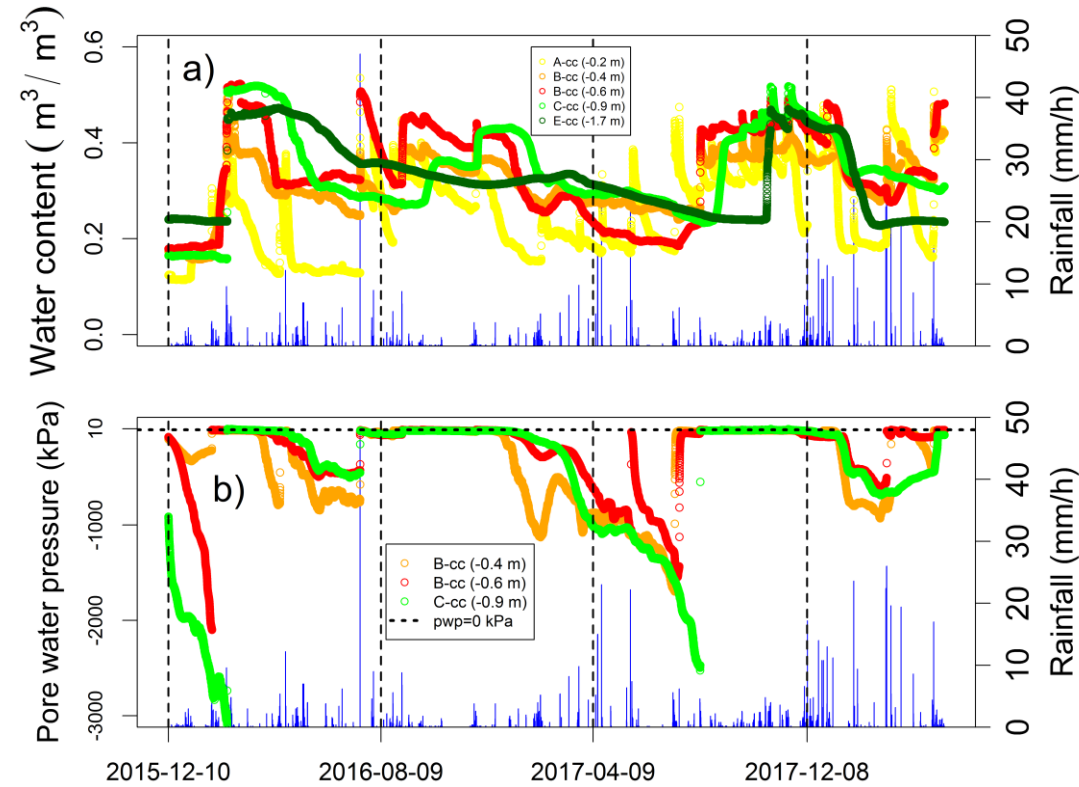 a)
Water content ( m³ / m³)
0.0
0.2
0.4
0.6
A-cc (-0.2 m)
B-cc (-0.4 m)
B-cc (-0.6 m)
C-cc (-0.9 m)
E-cc (-1.7 m)
0
10
20
30
40
50
Rainfall (mm/h)
b)
Pore water pressure (kPa)
-3000
-2000
-1000
10
B-cc (-0.4 m)
B-cc (-0.6 m)
C-cc (-0.9 m)
pwp=0 kPa
0
10
20
30
40
50
Rainfall (mm/h)
2015-12-10
2016-08-09
2017-04-09
2017-12-08